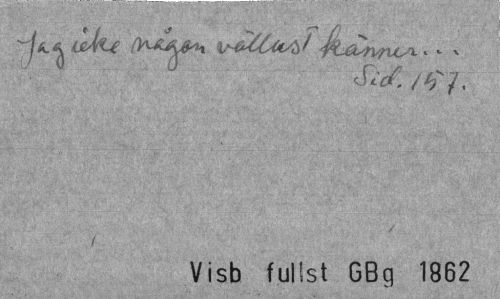 Jag icke någon vällust känner...
Sid. 157.
Visb fullst GBg 1862